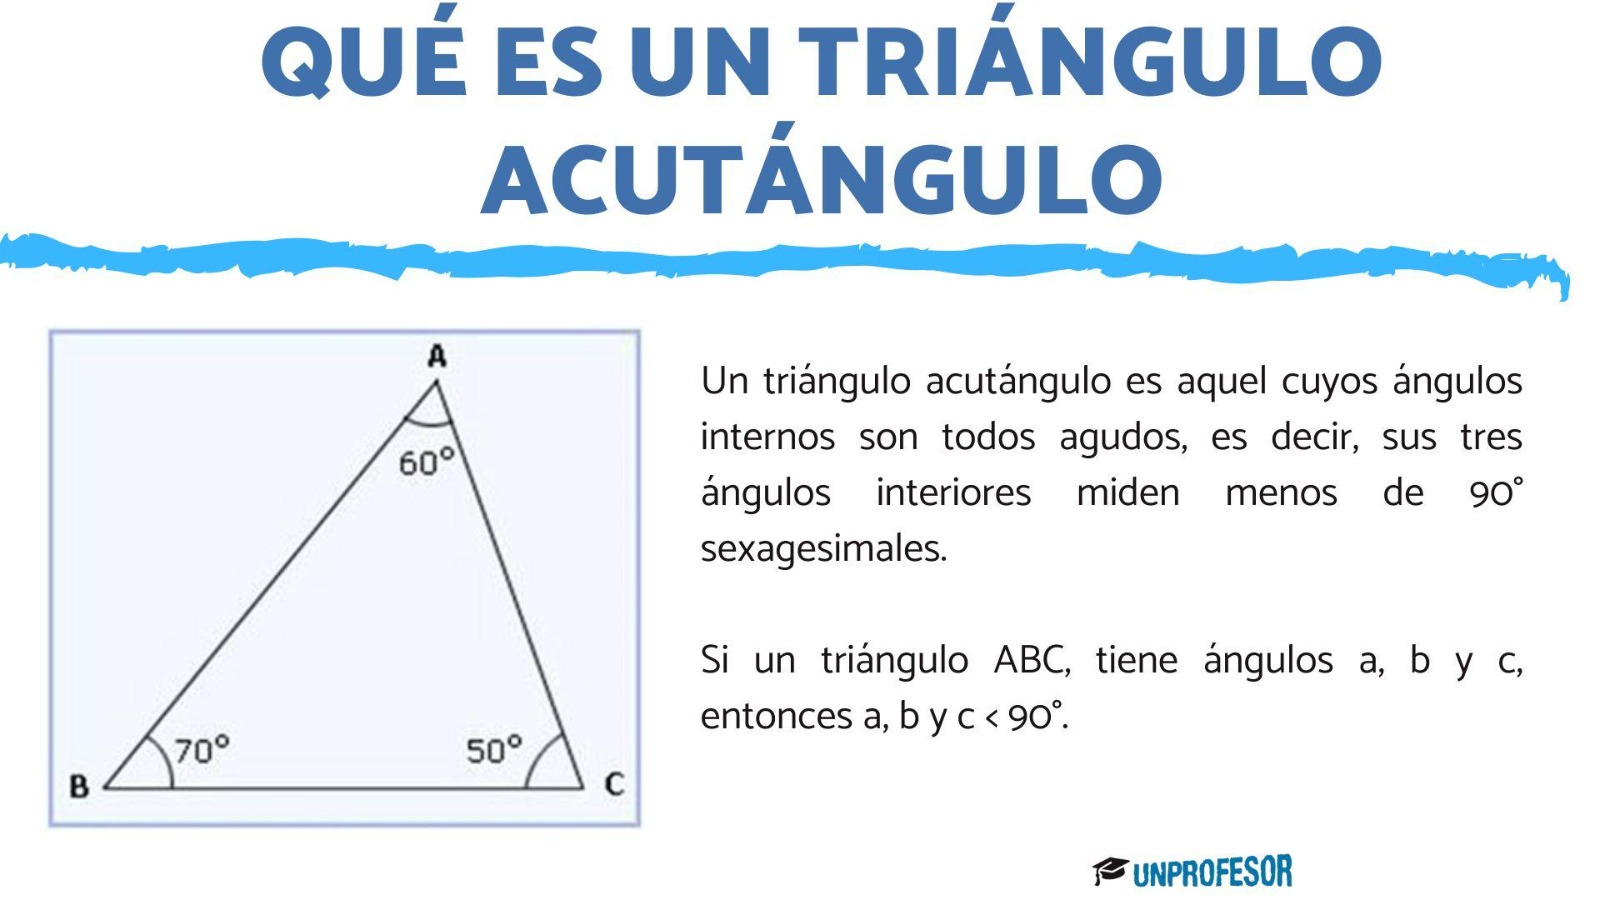 QUÉ ES UN TRIÁNGULO
ACUTÁNGULO
A
60°
70°
50°
B
C
Un triángulo acutángulo es aquel cuyos ángulos
internos son todos agudos, es decir, sus tres
ángulos interiores miden menos de 90°
sexagesimales.
Si un triángulo ABC, tiene ángulos a, b y c,
entonces a, b y c < 90°.
UNPROFESOR